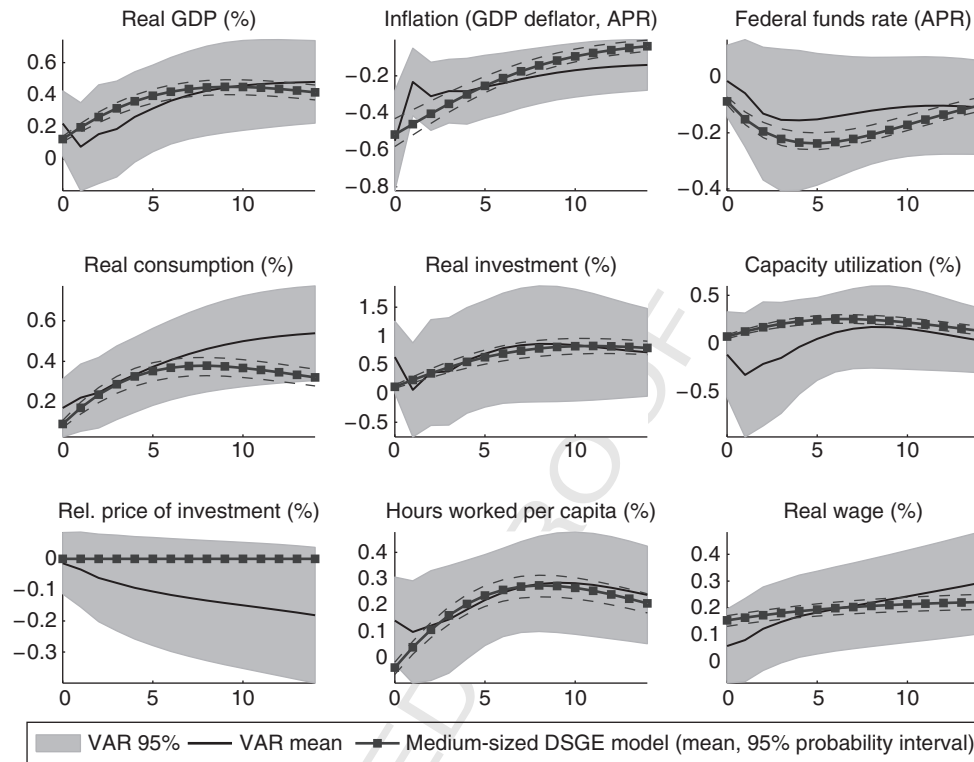 Real GDP (%)
Inflation (GDP deflator, APR)
Federal funds rate (APR)
0.6
0.4
0.2
0
0 5 10
−0.2
−0.4
−0.6
−0.8
0 5 10
0
−0.2
−0.4
0 5 10
Real consumption (%)
Real investment (%)
Capacity utilization (%)
0.6
0.4
0.2
0 5 10
1.5
1
0.5
0
−0.5
0 5 10
0.5
0
−0.5
0 5 10
Rel. price of investment (%)
Hours worked per capita (%)
Real wage (%)
0
−0.1
−0.2
−0.3
0 5 10
0.4
0.3
0.2
0.1
0
0 5 10
0.4
0.3
0.2
0.1
0
0 5 10
VAR 95% VAR mean Medium-sized DSGE model (mean, 95% probability interval)